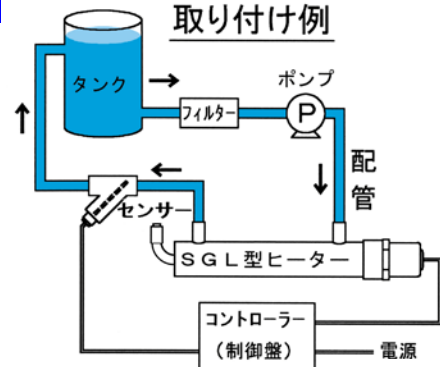 取り付け例
タンク
ポンプ
フィルター
P
配管
センサー
SGL型ヒーター
コントローラー
(制御盤)
電源